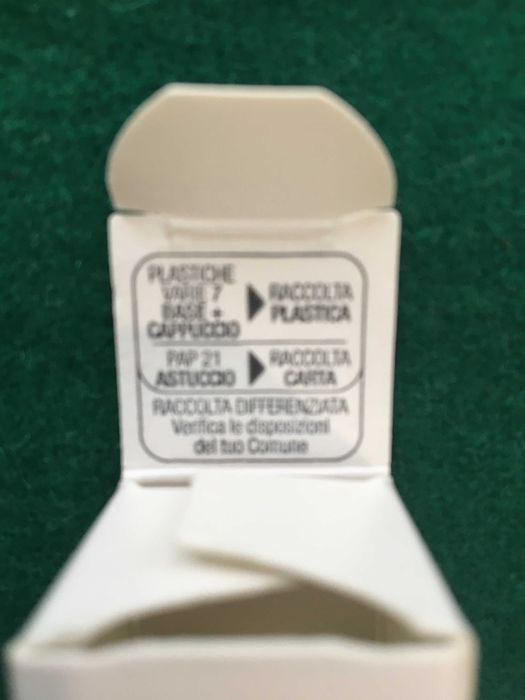 PLASTICHE
VARIE 7
BASE +
CAPPUCCIO
RACCOLTA
PLASTICA
PAP 21
ASTUCCIO
RACCOLTA
CARTA
RACCOLTA DIFFERENZIATA
Verifica le disposizioni
del tuo Comune